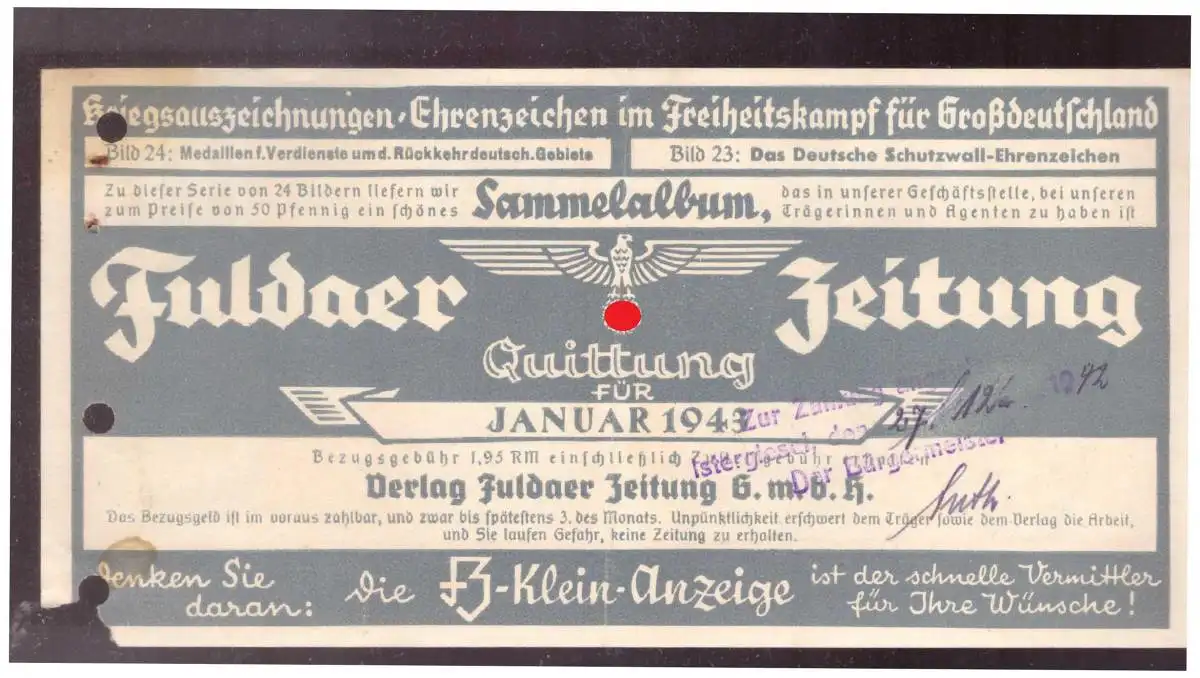 Kriegsauszeichnungen-Ehrenzeichen im Freiheitskampf für Großdeutschland
Bild 24: Medaillen f. Verdienste um d. Rückkehr deutsch. Gebiete
Bild 23: Das Deutsche Schutzwall-Ehrenzeichen
Zu dieser Serie von 24 Bildern liefern wir
zum Preise von 50 Pfennig ein schönes
Sammelalbum,
das in unserer Geschäftsstelle, bei unseren
Trägerinnen und Agenten zu haben ist
Fuldaer Zeitung
Quittung
FÜR
JANUAR 1943
Zur
27. 12. 1942
den
Der Bürgermeister
Bezugsgebühr 1,95 RM einschließlich
Verlag Fuldaer Zeitung G.m.b.H.
Das Bezugsgeld ist im voraus zahlbar, und zwar bis spätestens 3. des Monats. Unpünktlichkeit erschwert dem Träger sowie dem Verlag die Arbeit,
und Sie laufen Gefahr, keine Zeitung zu erhalten.
Denken Sie
daran:
Die FZ-Klein-Anzeige
ist der schnelle Vermittler
für Ihre Wünsche!